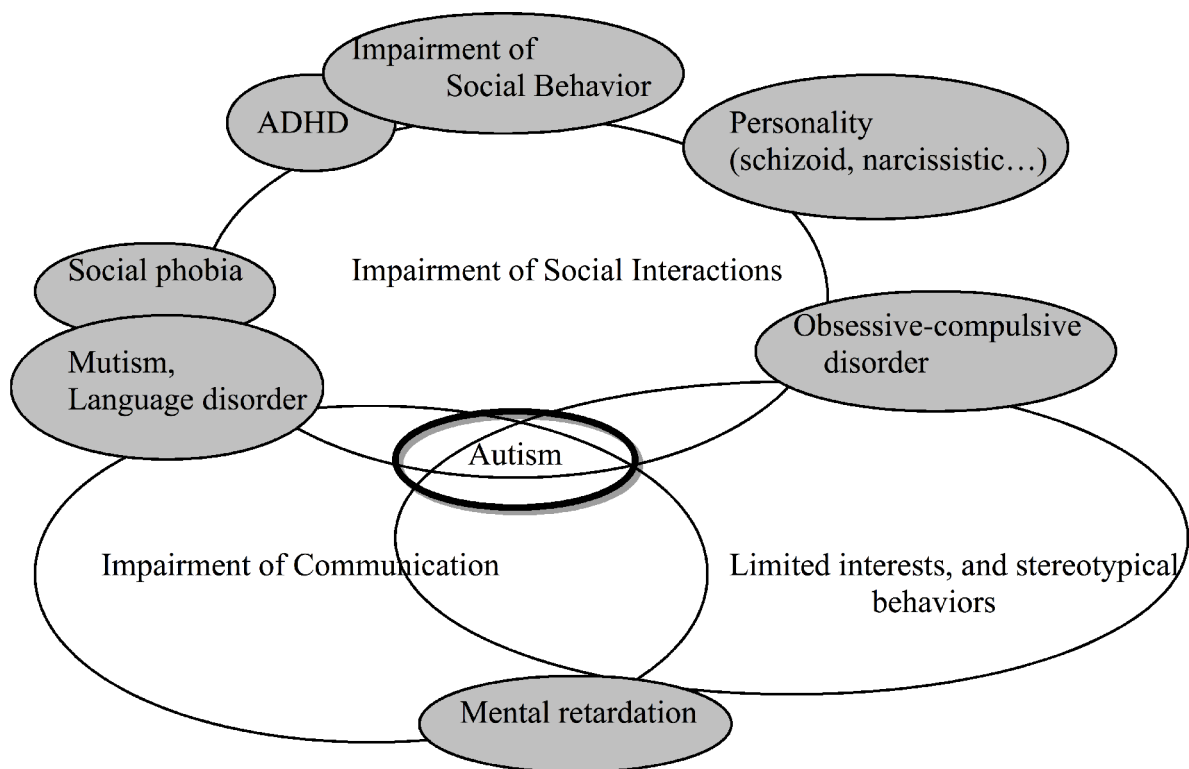 Impairment of
Social Behavior
ADHD
Personality
(schizoid, narcissistic…)
Social phobia
Impairment of Social Interactions
Obsessive-compulsive
disorder
Mutism,
Language disorder
Autism
Impairment of Communication
Limited interests, and stereotypical
behaviors
Mental retardation